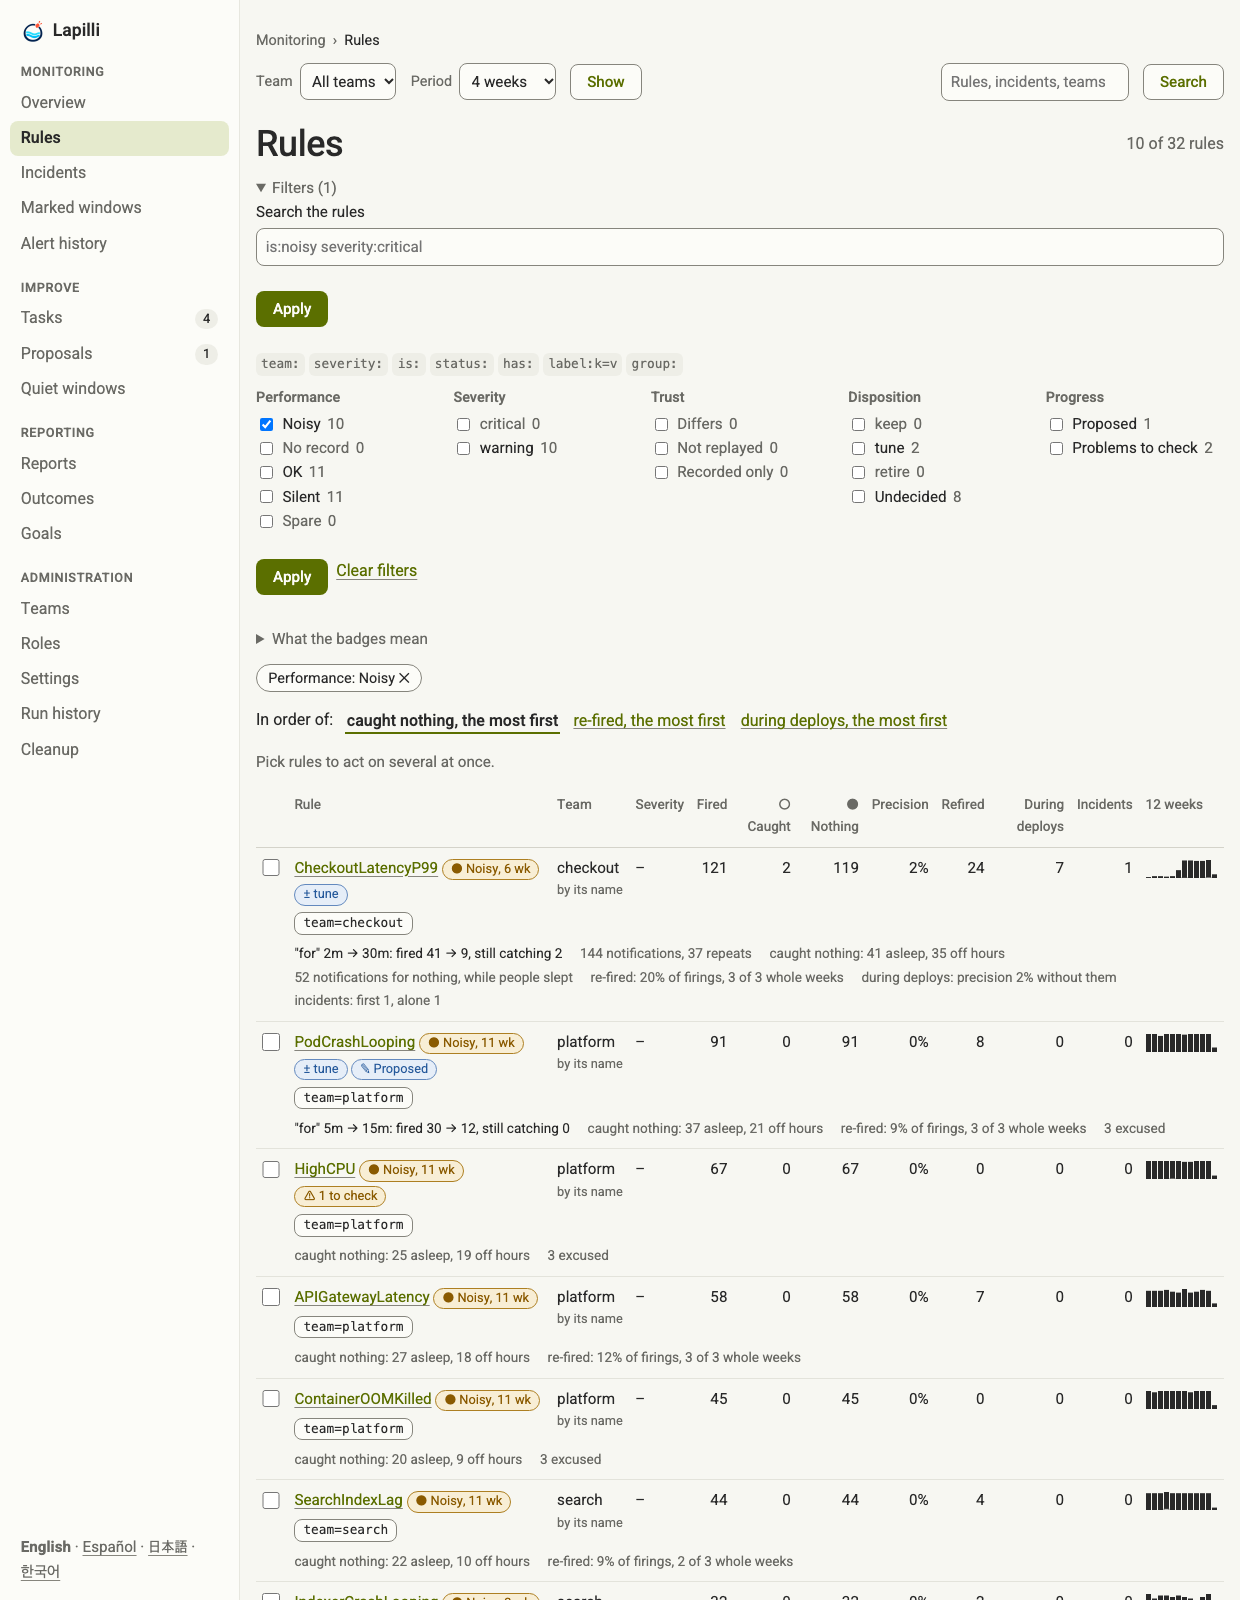 Lapilli
MONITORING
Overview
Rules
Incidents
Marked windows
Alert history
IMPROVE
Tasks 4
Proposals 1
Quiet windows
REPORTING
Reports
Outcomes
Goals
ADMINISTRATION
Teams
Roles
Settings
Run history
Cleanup
English · Español · 日本語 ·
한국어
Monitoring › Rules
Team All teams Period 4 weeks Show Rules, incidents, teams Search
Rules 10 of 32 rules
▼ Filters (1)
Search the rules
is:noisy severity:critical
Apply
team: severity: is: status: has: label:k=v group:
Performance Severity Trust Disposition Progress
Noisy 10 critical 0 Differs 0 keep 0 Proposed 1
No record 0 warning 10 Not replayed 0 tune 2 Problems to check 2
OK 11 Recorded only 0 retire 0
Silent 11 Undecided 8
Spare 0
Apply Clear filters
▶ What the badges mean
Performance: Noisy ✕
In order of: caught nothing, the most first re-fired, the most first during deploys, the most first
Pick rules to act on several at once.
Rule Team Severity Fired ○ Caught ● Nothing Precision Refired During deploys Incidents 12 weeks
CheckoutLatencyP99 ● Noisy, 6 wk checkout – 121 2 119 2% 24 7 1
± tune by its name
team=checkout
"for" 2m → 30m: fired 41 → 9, still catching 2 144 notifications, 37 repeats caught nothing: 41 asleep, 35 off hours
52 notifications for nothing, while people slept re-fired: 20% of firings, 3 of 3 whole weeks during deploys: precision 2% without them
incidents: first 1, alone 1
PodCrashLooping ● Noisy, 11 wk platform – 91 0 91 0% 8 0 0
± tune ✎ Proposed by its name
team=platform
"for" 5m → 15m: fired 30 → 12, still catching 0 caught nothing: 37 asleep, 21 off hours re-fired: 9% of firings, 3 of 3 whole weeks 3 excused
HighCPU ● Noisy, 11 wk platform – 67 0 67 0% 0 0 0
⚠ 1 to check by its name
team=platform
caught nothing: 25 asleep, 19 off hours 3 excused
APIGatewayLatency ● Noisy, 11 wk platform – 58 0 58 0% 7 0 0
team=platform by its name
caught nothing: 27 asleep, 18 off hours re-fired: 12% of firings, 3 of 3 whole weeks
ContainerOOMKilled ● Noisy, 11 wk platform – 45 0 45 0% 0 0 0
team=platform by its name
caught nothing: 20 asleep, 9 off hours 3 excused
SearchIndexLag ● Noisy, 11 wk search – 44 0 44 0% 4 0 0
team=search by its name
caught nothing: 22 asleep, 10 off hours re-fired: 9% of firings, 2 of 3 whole weeks